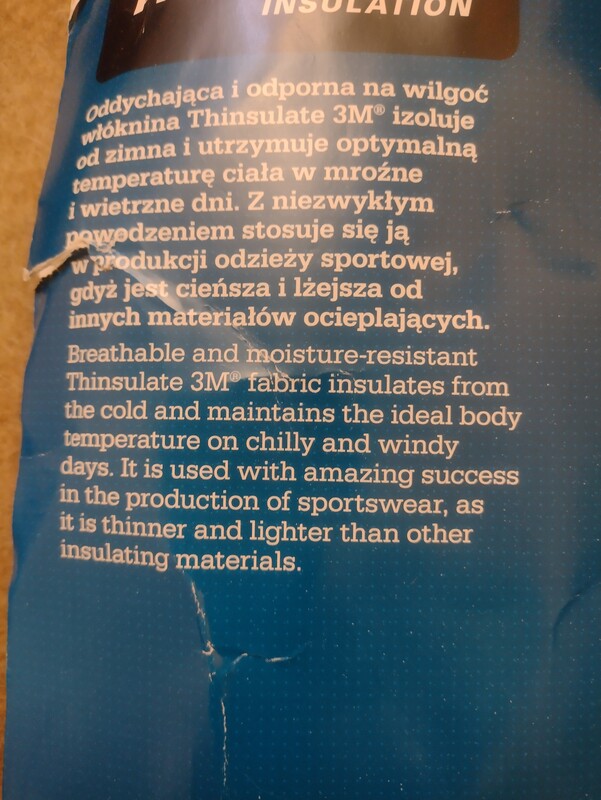 INSULATION
Oddychająca i odporna na wilgoć
włóknina Thinsulate 3M® izoluje
od zimna i utrzymuje optymalną
temperaturę ciała w mroźne
i wietrzne dni. Z niezwykłym
powodzeniem stosuje się ją
w produkcji odzieży sportowej,
gdyż jest cieńsza i lżejsza od
innych materiałów ocieplających.
Breathable and moisture-resistant
Thinsulate 3M® fabric insulates from
the cold and maintains the ideal body
temperature on chilly and windy
days. It is used with amazing success
in the production of sportswear, as
it is thinner and lighter than other
insulating materials.